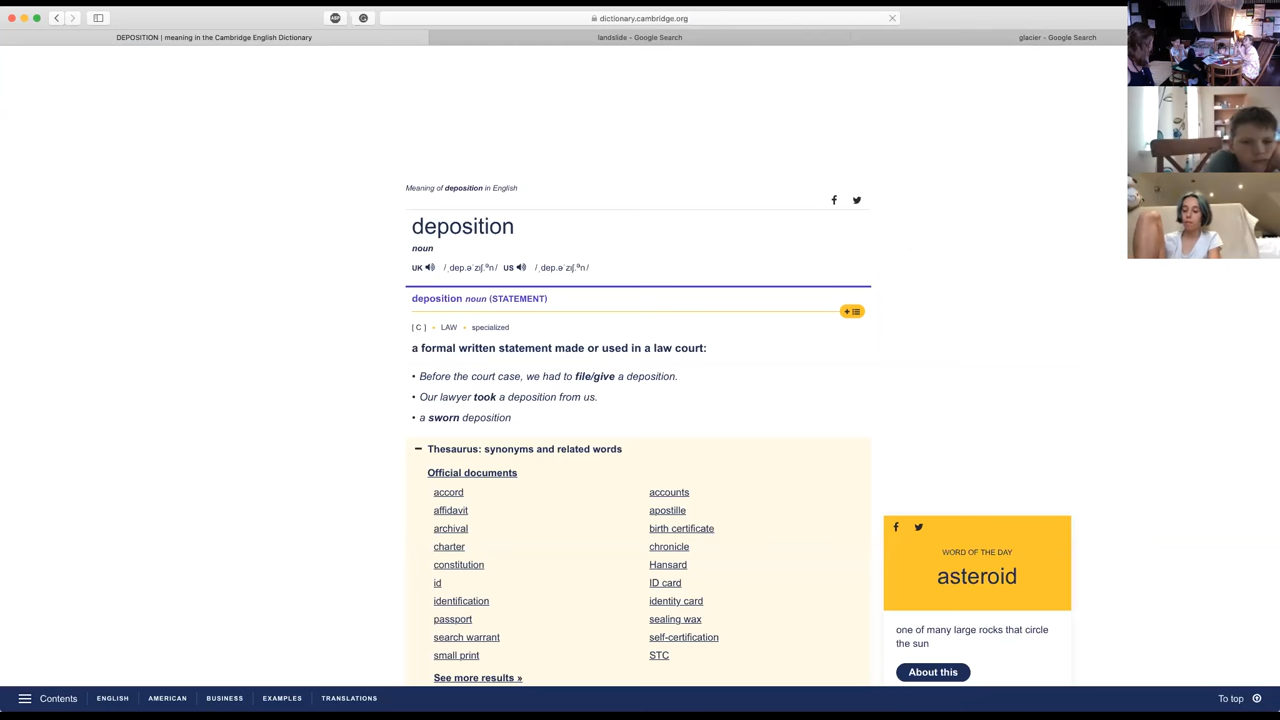 dictionary.cambridge.org
DEPOSITION | meaning in the Cambridge English Dictionary
landslide – Google Search
glacier – Google Search
Meaning of deposition in English
deposition
noun
UK /ˌdep.əˈzɪʃ.ᵊn/ US /ˌdep.əˈzɪʃ.ᵊn/
deposition noun (STATEMENT)
[ C ] • LAW • specialized
a formal written statement made or used in a law court:
• Before the court case, we had to file/give a deposition.
• Our lawyer took a deposition from us.
• a sworn deposition
– Thesaurus: synonyms and related words
Official documents
accord
accounts
affidavit
apostille
archival
birth certificate
charter
chronicle
constitution
Hansard
id
ID card
identification
identity card
passport
sealing wax
search warrant
self-certification
small print
STC
See more results »
WORD OF THE DAY
asteroid
one of many large rocks that circle
the sun
About this
Contents ENGLISH AMERICAN BUSINESS EXAMPLES TRANSLATIONS To top